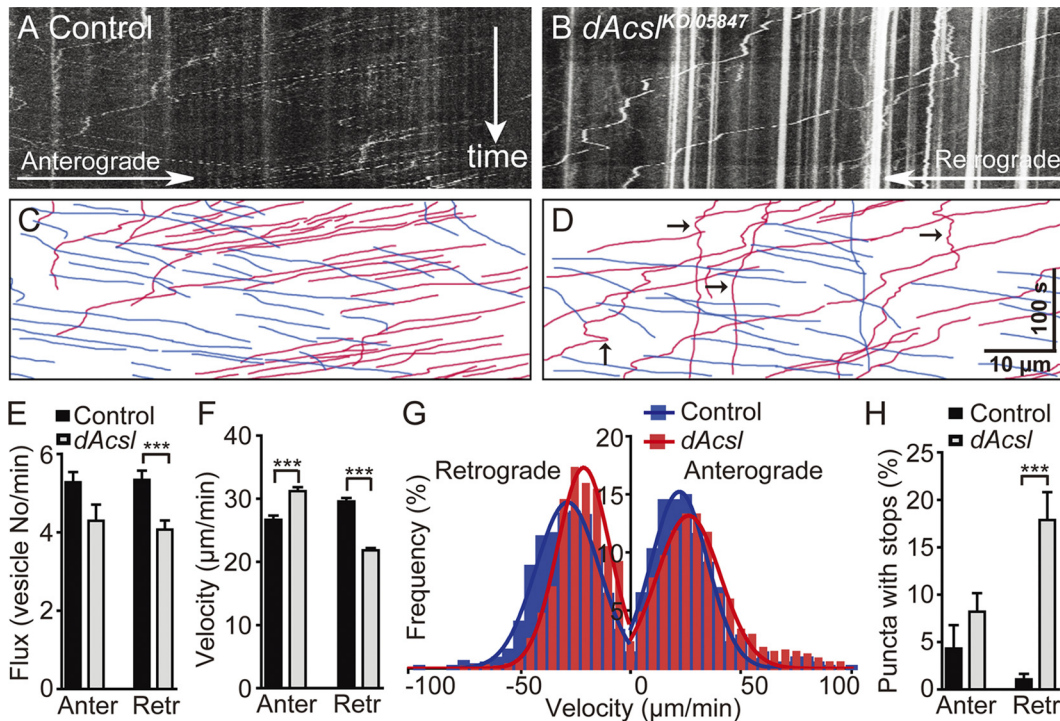 A Control
time
Anterograde
B dAcsl^KO.05847
Retrograde
C
D
100 s
10 µm
E
Control
dAcsl
***
Flux (vesicle No/min)
6
4
2
0
Anter Retr
F
***
***
Velocity (µm/min)
40
30
20
10
0
Anter Retr
G
Control
dAcsl
Retrograde
Anterograde
Frequency (%)
20
15
10
5
-100 -50 0 50 100
Velocity (µm/min)
H
Control
dAcsl
***
Puncta with stops (%)
25
20
15
10
5
0
Anter Retr